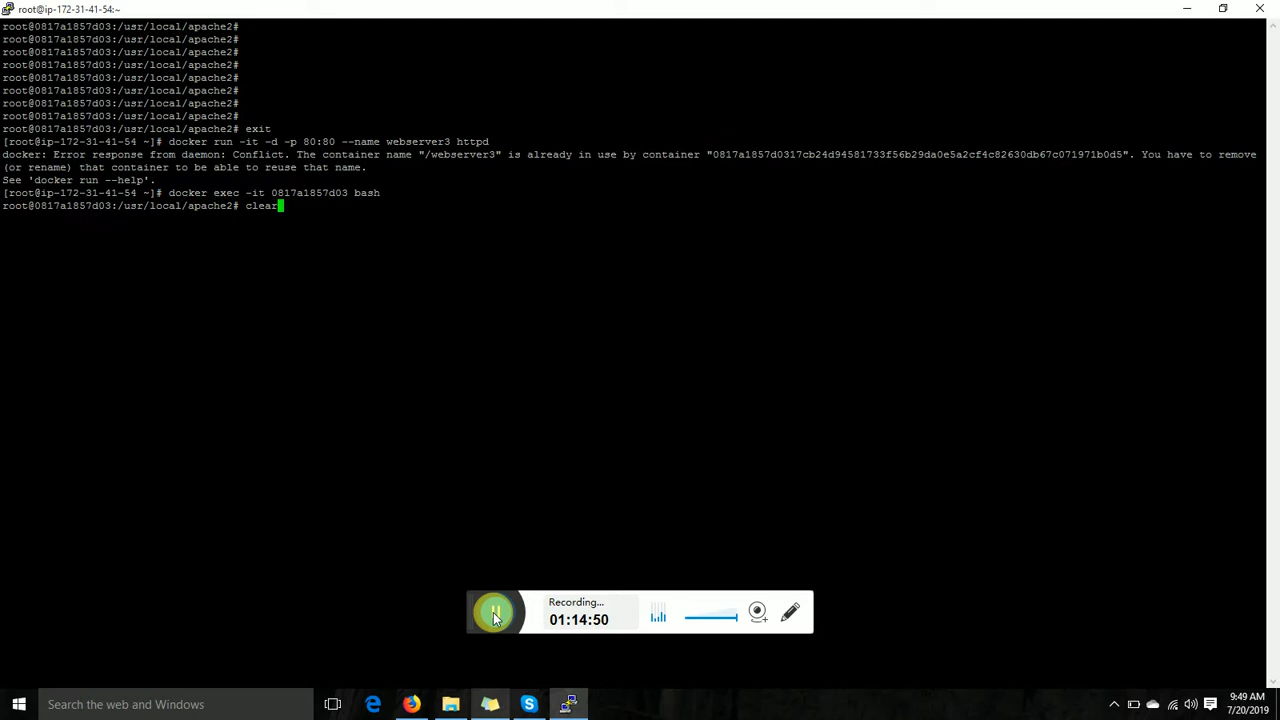 root@ip-172-31-41-54:~
root@0817a1857d03:/usr/local/apache2#
root@0817a1857d03:/usr/local/apache2#
root@0817a1857d03:/usr/local/apache2#
root@0817a1857d03:/usr/local/apache2#
root@0817a1857d03:/usr/local/apache2#
root@0817a1857d03:/usr/local/apache2#
root@0817a1857d03:/usr/local/apache2#
root@0817a1857d03:/usr/local/apache2#
root@0817a1857d03:/usr/local/apache2# exit
[root@ip-172-31-41-54 ~]# docker run -it -d -p 80:80 --name webserver3 httpd
docker: Error response from daemon: Conflict. The container name "/webserver3" is already in use by container "0817a1857d0317cb24d94581733f56b29da0e5a2cf4c82630db67c071971b0d5". You have to remove
(or rename) that container to be able to reuse that name.
See 'docker run --help'.
[root@ip-172-31-41-54 ~]# docker exec -it 0817a1857d03 bash
root@0817a1857d03:/usr/local/apache2# clear
Recording...
01:14:50
Search the web and Windows
9:49 AM
7/20/2019